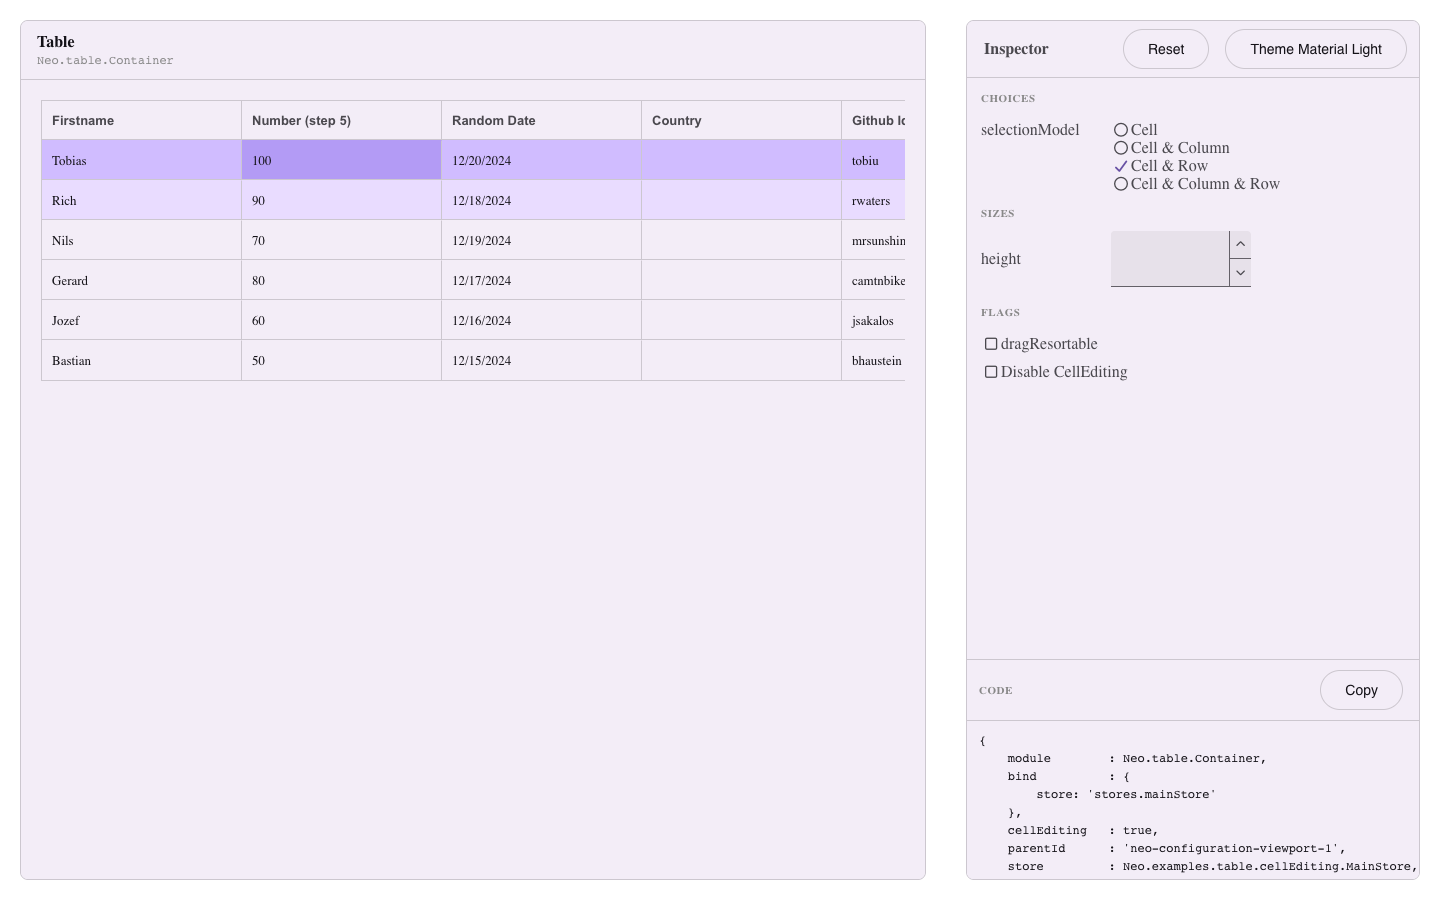 Table
Neo.table.Container
Firstname Number (step 5) Random Date Country Github Ic
Tobias 100 12/20/2024 tobiu
Rich 90 12/18/2024 rwaters
Nils 70 12/19/2024 mrsunshin
Gerard 80 12/17/2024 camtnbike
Jozef 60 12/16/2024 jsakalos
Bastian 50 12/15/2024 bhaustein
Inspector Reset Theme Material Light
CHOICES
selectionModel Cell
Cell & Column
Cell & Row
Cell & Column & Row
SIZES
height
FLAGS
dragResortable
Disable CellEditing
CODE Copy
{
    module        : Neo.table.Container,
    bind          : {
        store: 'stores.mainStore'
    },
    cellEditing   : true,
    parentId      : 'neo-configuration-viewport-1',
    store         : Neo.examples.table.cellEditing.MainStore,